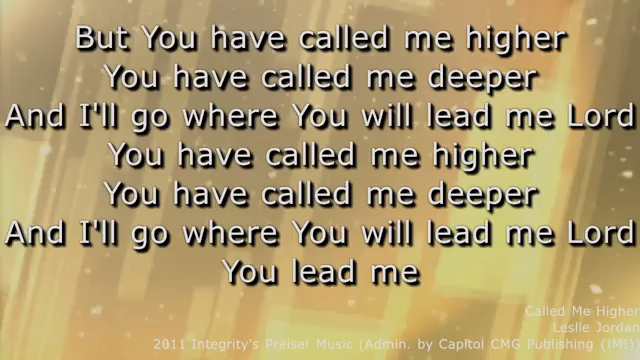 But You have called me higher
You have called me deeper
And I'll go where You will lead me Lord
You have called me higher
You have called me deeper
And I'll go where You will lead me Lord
You lead me
Called Me Higher
Leslie Jordan
2011 Integrity's Praise! Music (Admin. by Capitol CMG Publishing (IMI))